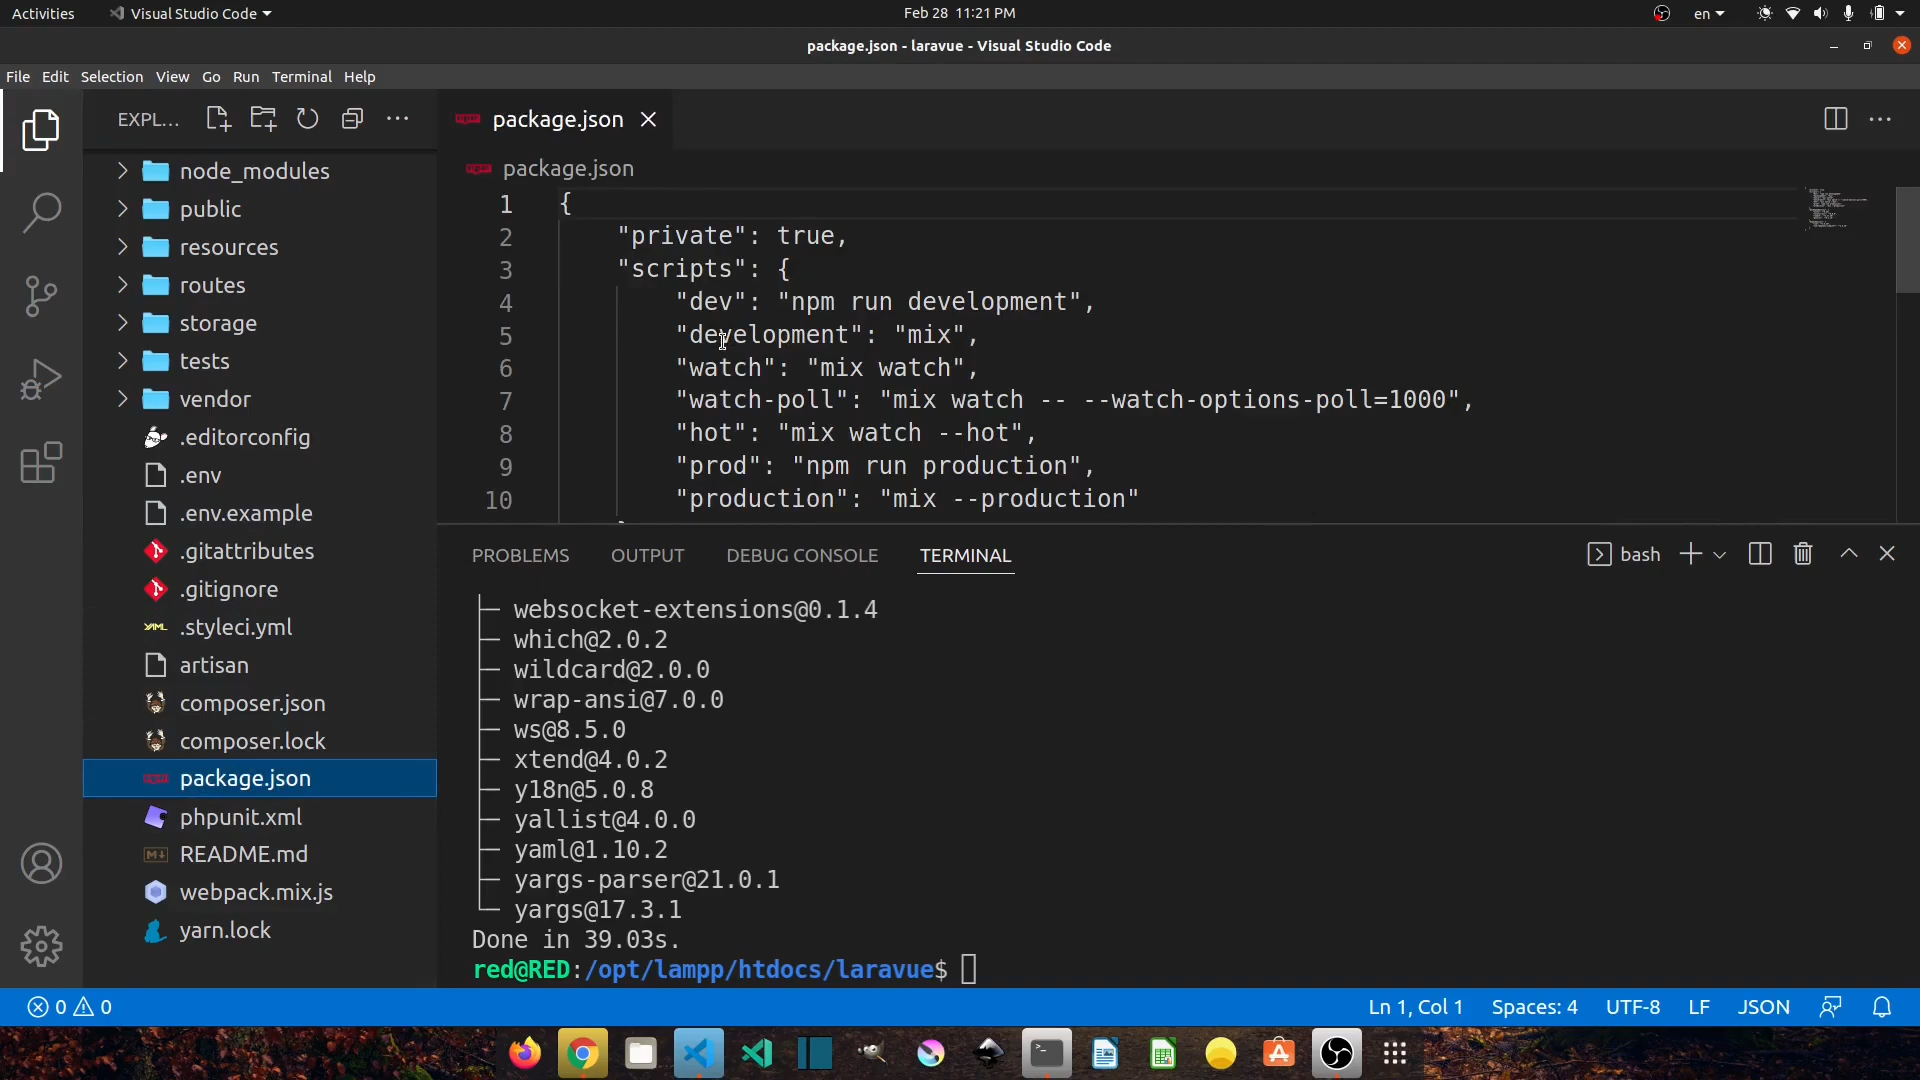 Activities
Visual Studio Code
Feb 28 11:21 PM
en
package.json - laravue - Visual Studio Code
File Edit Selection View Go Run Terminal Help
EXPL...
node_modules
public
resources
routes
storage
tests
vendor
.editorconfig
.env
.env.example
.gitattributes
.gitignore
.styleci.yml
artisan
composer.json
composer.lock
package.json
phpunit.xml
README.md
webpack.mix.js
yarn.lock
package.json
package.json
1 {
2 "private": true,
3 "scripts": {
4 "dev": "npm run development",
5 "development": "mix",
6 "watch": "mix watch",
7 "watch-poll": "mix watch -- --watch-options-poll=1000",
8 "hot": "mix watch --hot",
9 "prod": "npm run production",
10 "production": "mix --production"
PROBLEMS OUTPUT DEBUG CONSOLE TERMINAL
bash
├─ websocket-extensions@0.1.4
├─ which@2.0.2
├─ wildcard@2.0.0
├─ wrap-ansi@7.0.0
├─ ws@8.5.0
├─ xtend@4.0.2
├─ y18n@5.0.8
├─ yallist@4.0.0
├─ yaml@1.10.2
├─ yargs-parser@21.0.1
└─ yargs@17.3.1
Done in 39.03s.
red@RED:/opt/lampp/htdocs/laravue$
0 0
Ln 1, Col 1 Spaces: 4 UTF-8 LF JSON